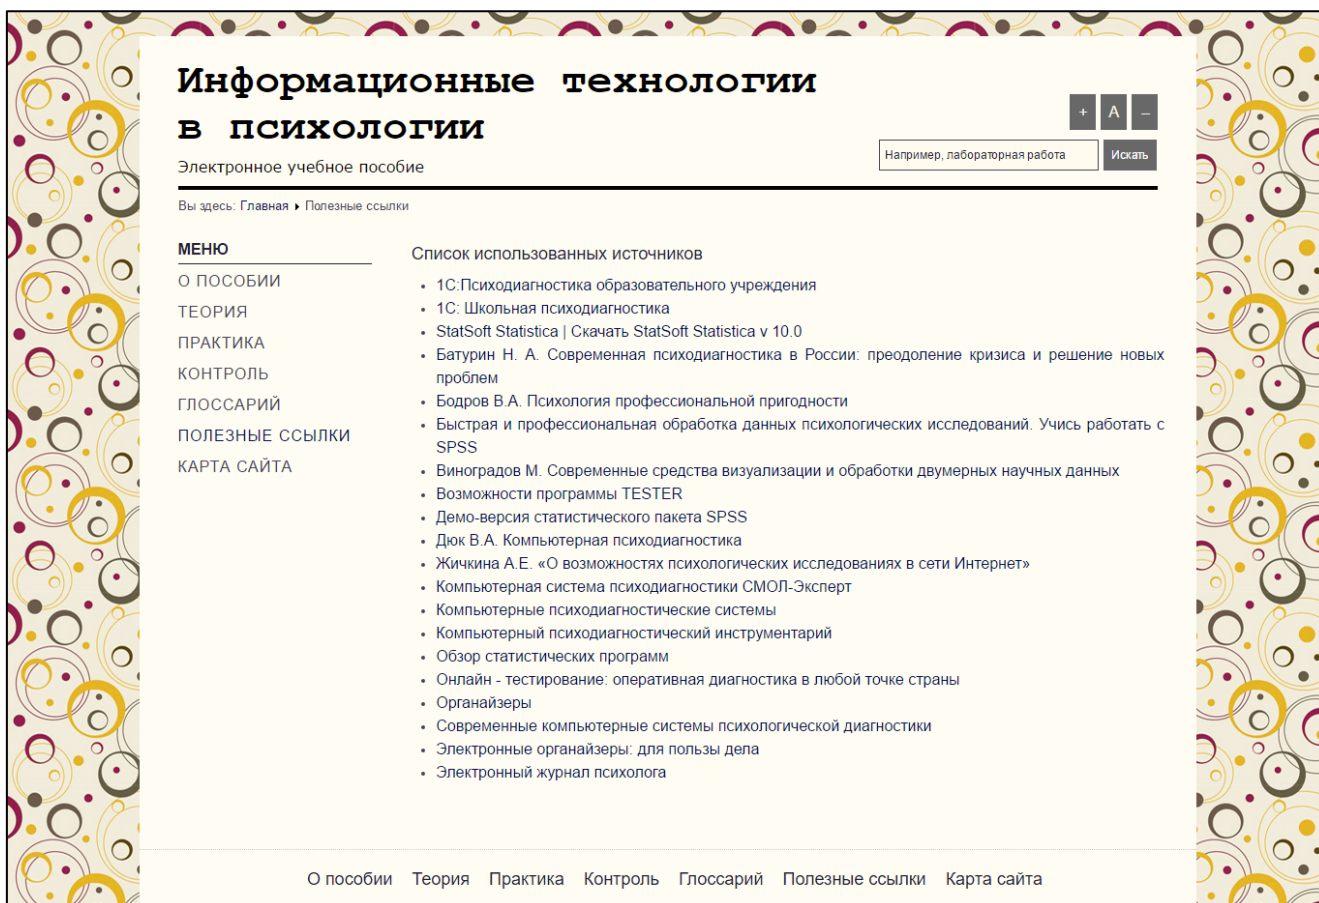 Информационные технологии
в психологии
Электронное учебное пособие
+ A –
Например, лабораторная работа Искать
Вы здесь: Главная ▸ Полезные ссылки
МЕНЮ
О ПОСОБИИ
ТЕОРИЯ
ПРАКТИКА
КОНТРОЛЬ
ГЛОССАРИЙ
ПОЛЕЗНЫЕ ССЫЛКИ
КАРТА САЙТА
Список использованных источников
• 1С:Психодиагностика образовательного учреждения
• 1С: Школьная психодиагностика
• StatSoft Statistica | Скачать StatSoft Statistica v 10.0
• Батурин Н. А. Современная психодиагностика в России: преодоление кризиса и решение новых
проблем
• Бодров В.А. Психология профессиональной пригодности
• Быстрая и профессиональная обработка данных психологических исследований. Учись работать с
SPSS
• Виноградов М. Современные средства визуализации и обработки двумерных научных данных
• Возможности программы TESTER
• Демо-версия статистического пакета SPSS
• Дюк В.А. Компьютерная психодиагностика
• Жичкина А.Е. «О возможностях психологических исследованиях в сети Интернет»
• Компьютерная система психодиагностики СМОЛ-Эксперт
• Компьютерные психодиагностические системы
• Компьютерный психодиагностический инструментарий
• Обзор статистических программ
• Онлайн - тестирование: оперативная диагностика в любой точке страны
• Органайзеры
• Современные компьютерные системы психологической диагностики
• Электронные органайзеры: для пользы дела
• Электронный журнал психолога
О пособии Теория Практика Контроль Глоссарий Полезные ссылки Карта сайта